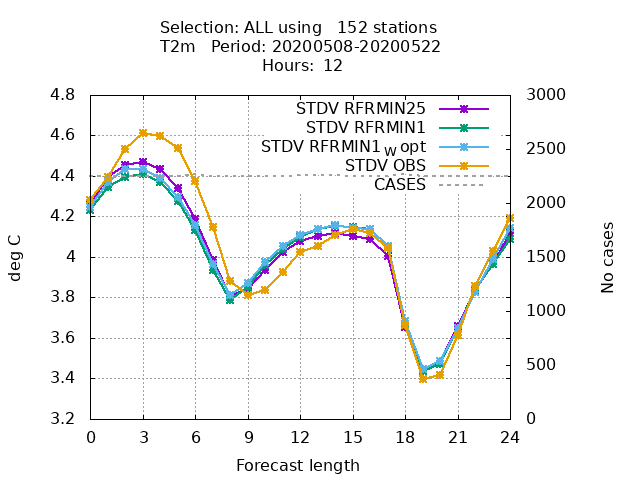 Selection: ALL using   152 stations
T2m   Period: 20200508-20200522
Hours:  12
4.8
4.6
4.4
4.2
4
3.8
3.6
3.4
3.2
deg C
STDV RFRMIN25
STDV RFRMIN1
STDV RFRMIN1w opt
STDV OBS
CASES
3000
2500
2000
1500
1000
500
0
No cases
0 3 6 9 12 15 18 21 24
Forecast length